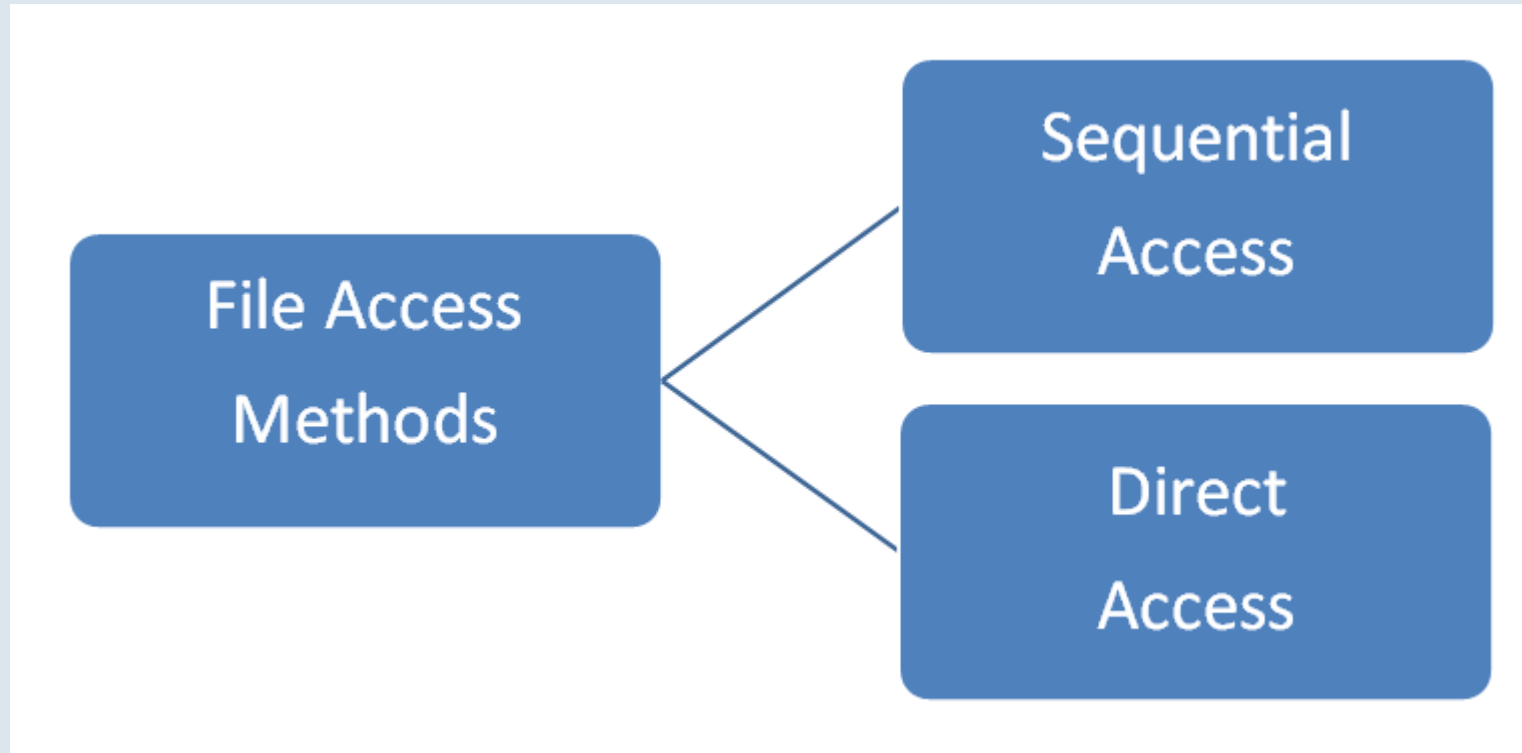 File Access
Methods
Sequential
Access
Direct
Access